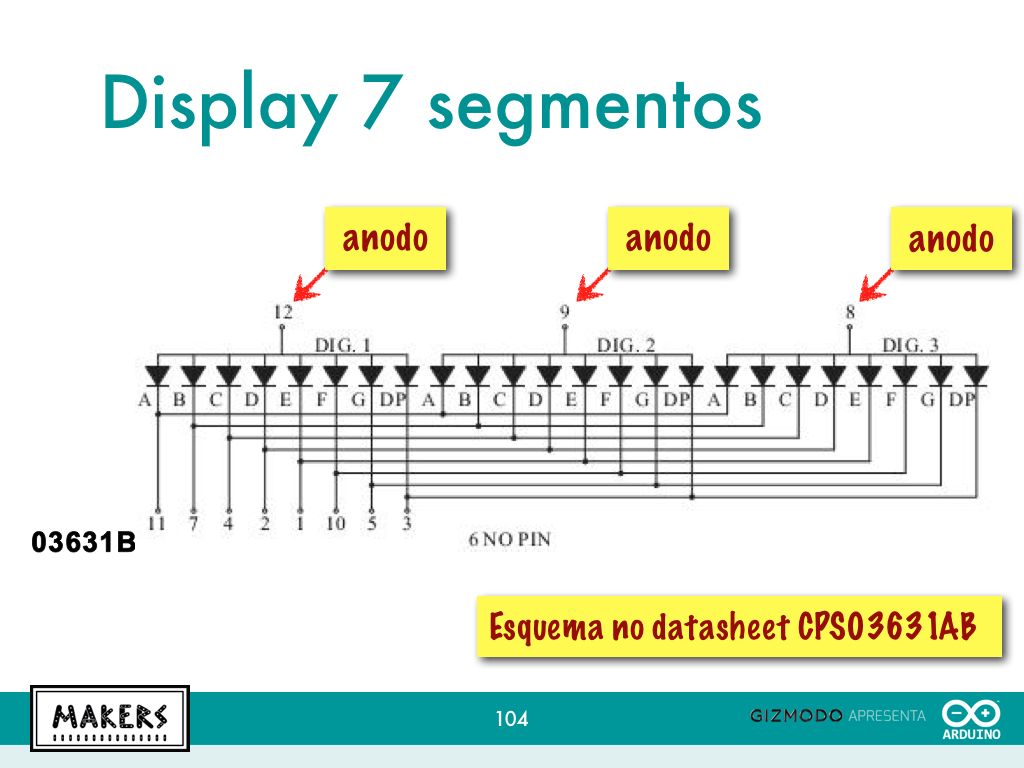 Display 7 segmentos
anodo anodo anodo
12 9 8
DIG. 1 DIG. 2 DIG. 3
A B C D E F G DP A B C D E F G DP A B C D E F G DP
11 7 4 2 1 10 5 3
03631B
6 NO PIN
Esquema no datasheet CPS03631AB
MAKERS
104
GIZMODO APRESENTA
ARDUINO